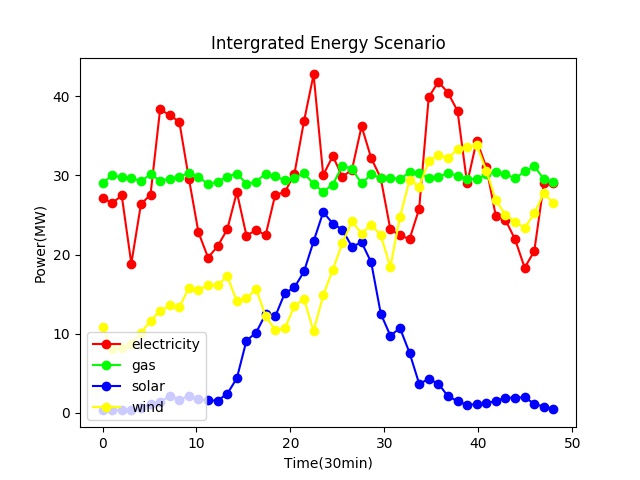 Intergrated Energy Scenario
Power(MW)
40
30
20
10
0
electricity
gas
solar
wind
0 10 20 30 40 50
Time(30min)